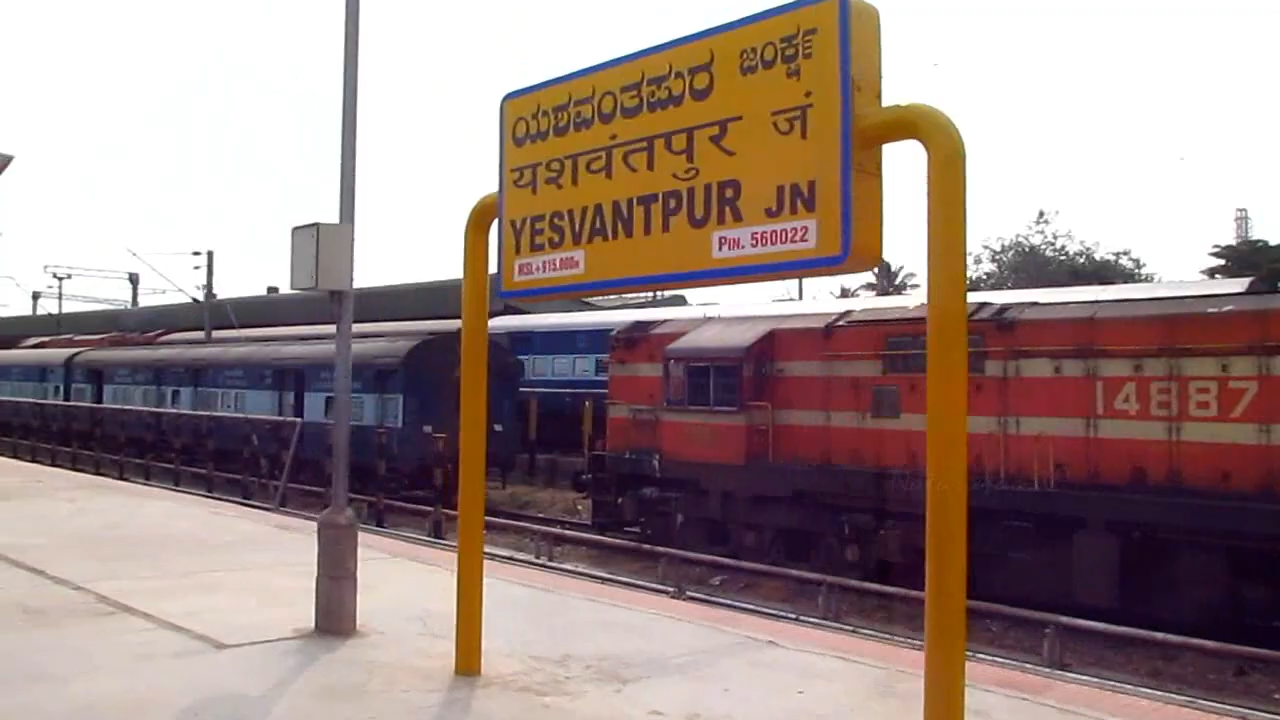 ಯಶವಂತಪುರ ಜಂಕ್ಷ
यशवंतपुर जं
YESVANTPUR JN
MSL+915.000M PIN. 560022
14887